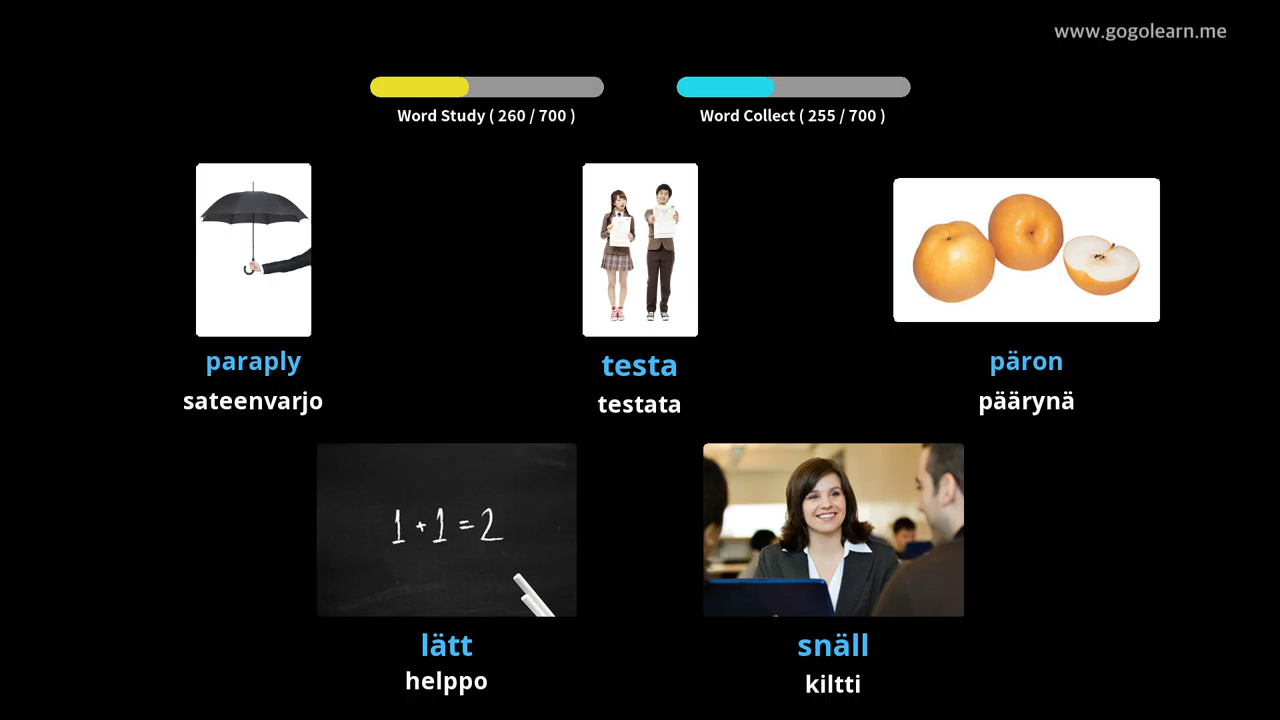 www.gogolearn.me
Word Study ( 260 / 700 )
Word Collect ( 255 / 700 )
paraply
sateenvarjo
testa
testata
päron
päärynä
1 + 1 = 2
lätt
helppo
snäll
kiltti